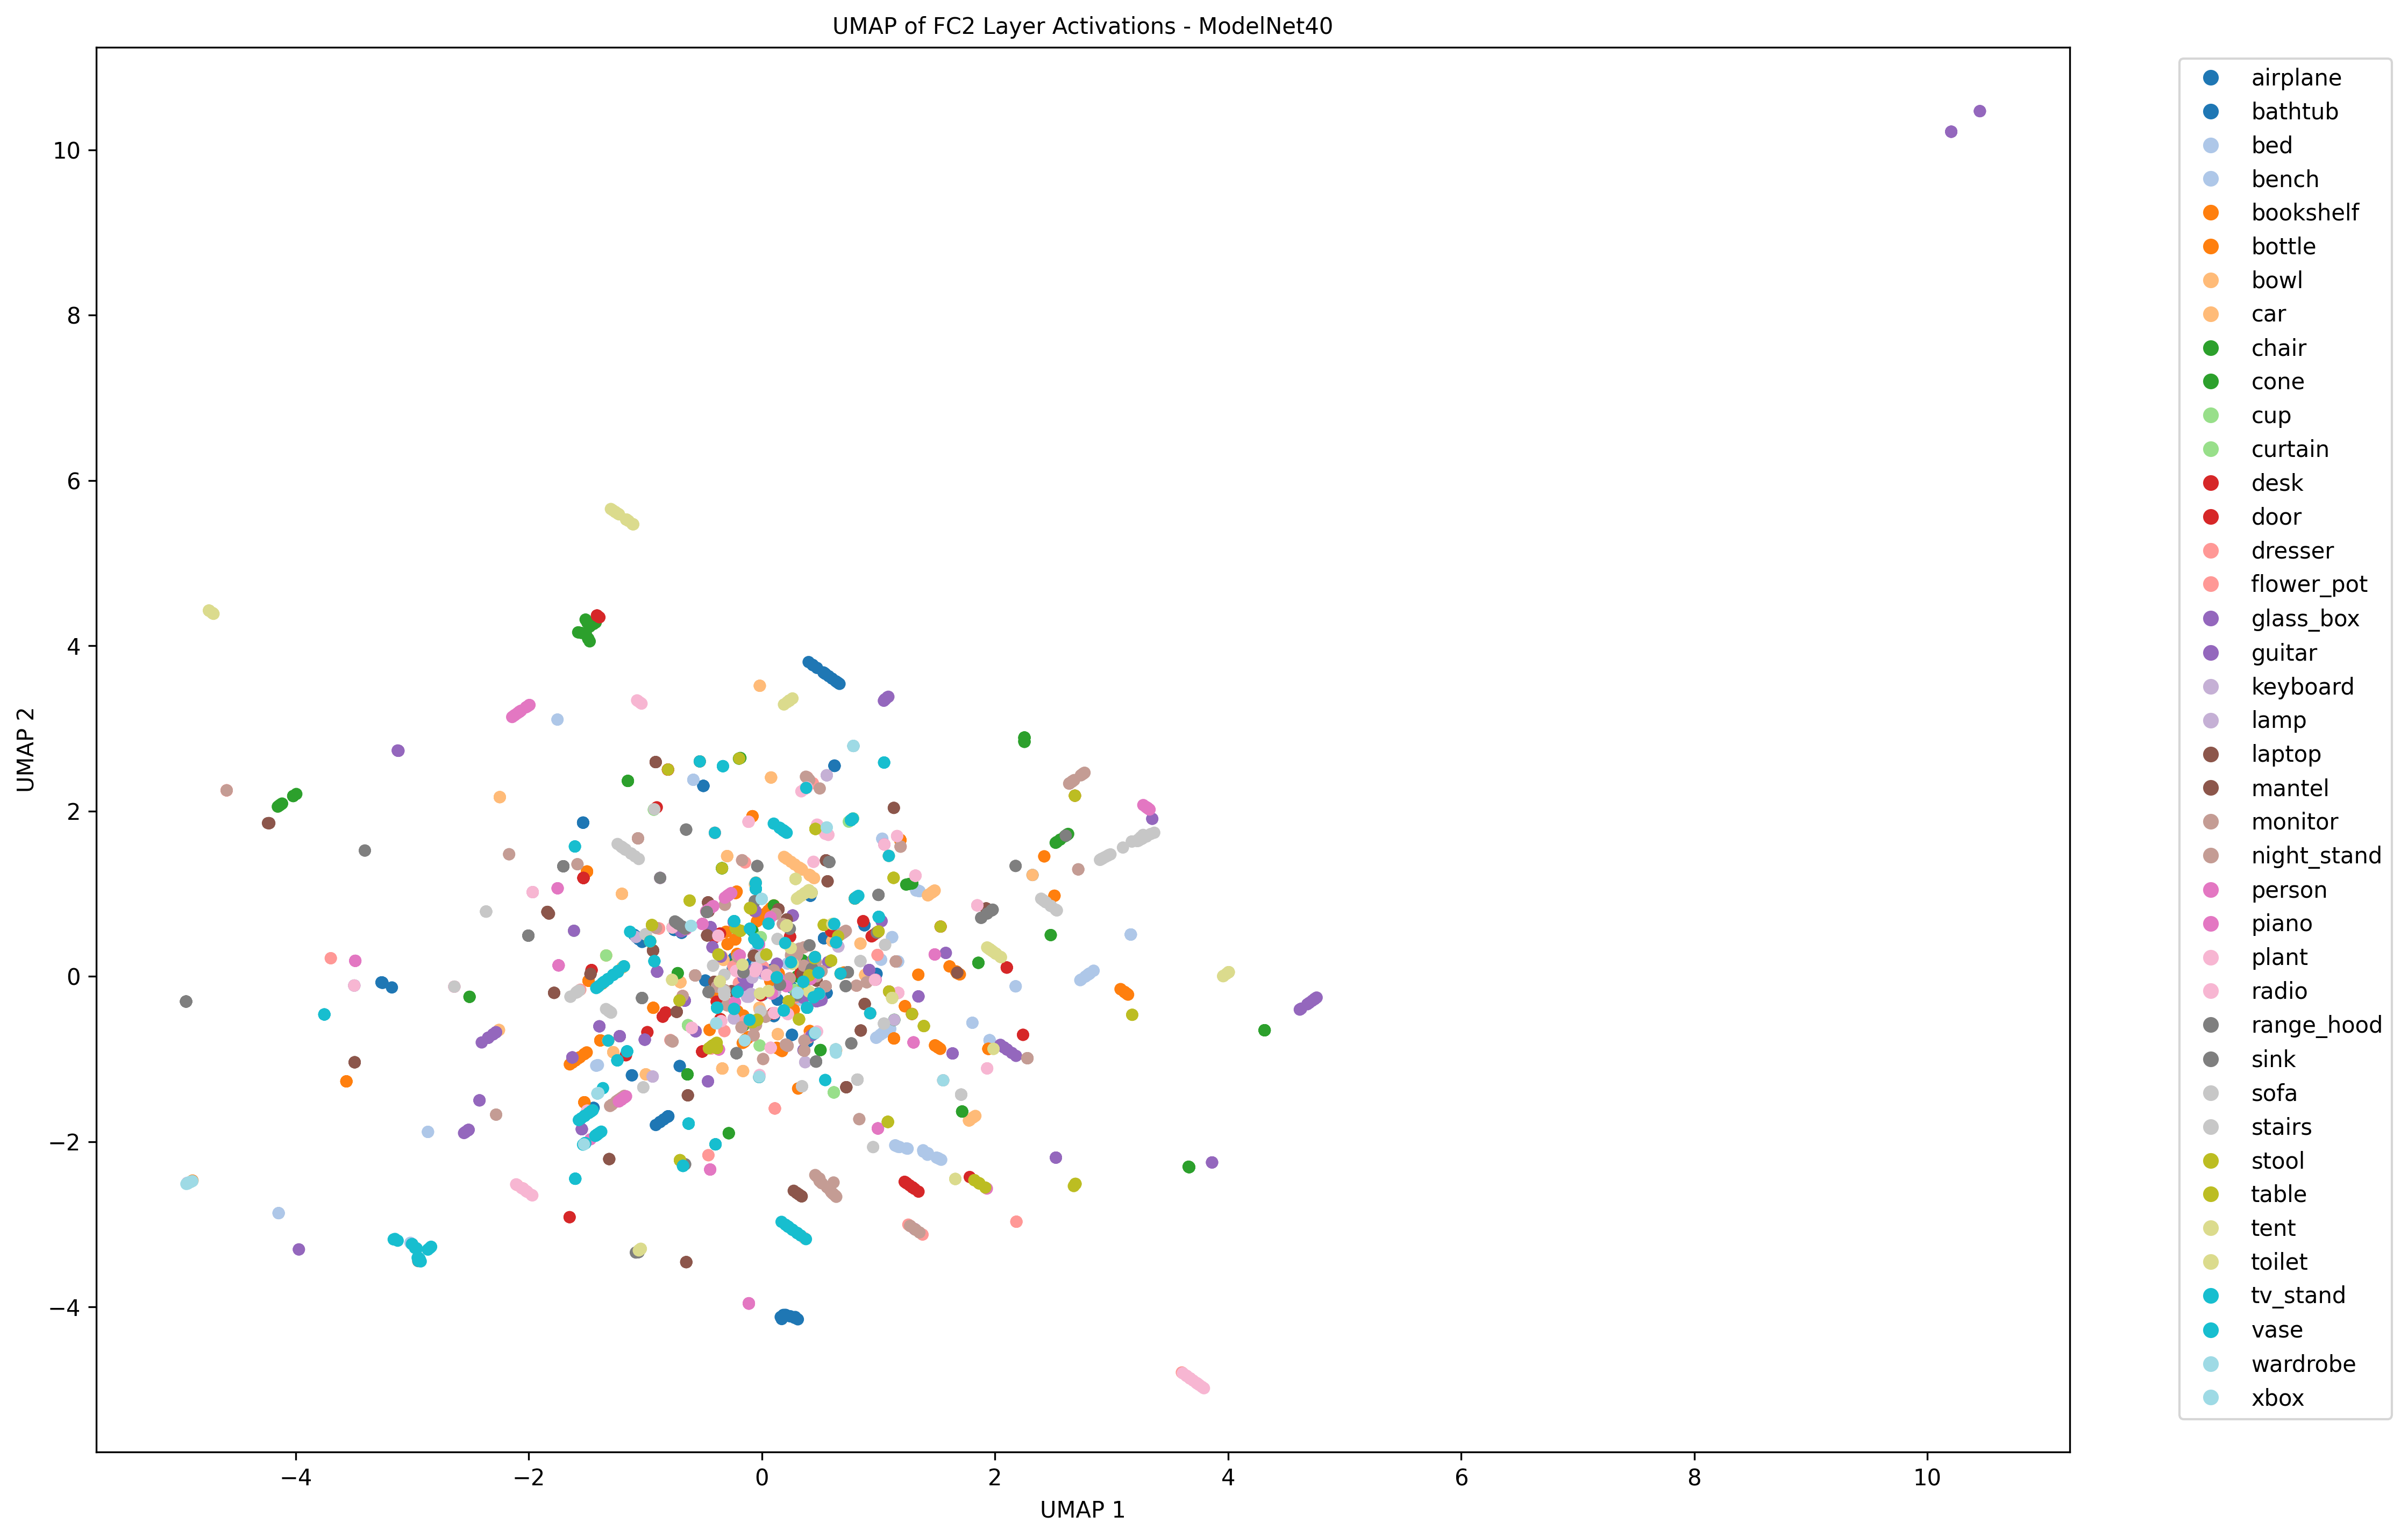 UMAP of FC2 Layer Activations - ModelNet40
10
8
6
4
2
0
−2
−4
UMAP 2
−4
−2
0
2
4
6
8
10
UMAP 1
airplane
bathtub
bed
bench
bookshelf
bottle
bowl
car
chair
cone
cup
curtain
desk
door
dresser
flower_pot
glass_box
guitar
keyboard
lamp
laptop
mantel
monitor
night_stand
person
piano
plant
radio
range_hood
sink
sofa
stairs
stool
table
tent
toilet
tv_stand
vase
wardrobe
xbox